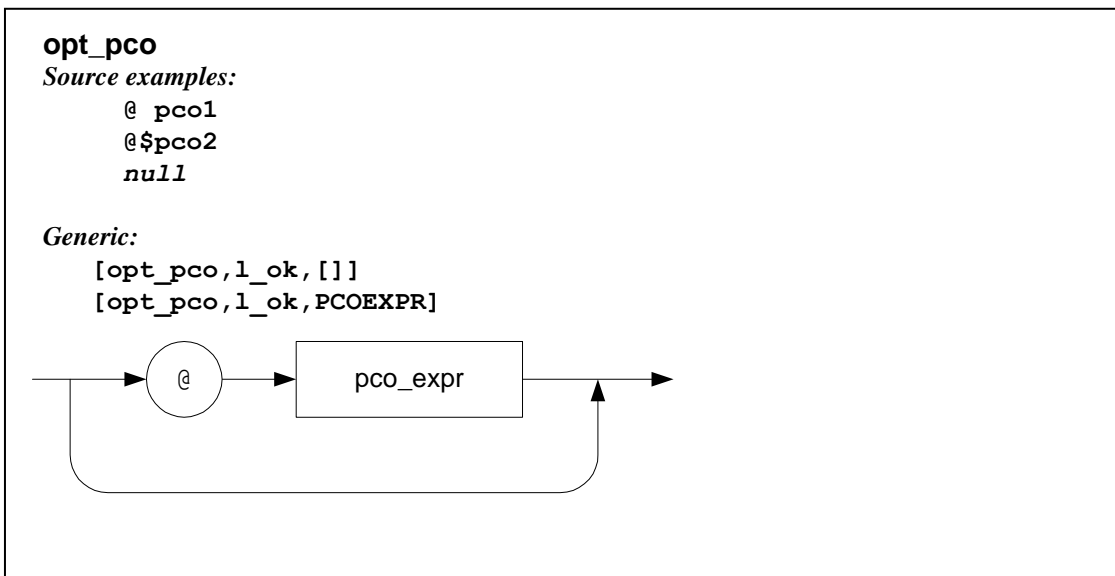 opt_pco
Source examples:
@ pco1
@$pco2
null
Generic:
[opt_pco,l_ok,[]]
[opt_pco,l_ok,PCOEXPR]
@ pco_expr